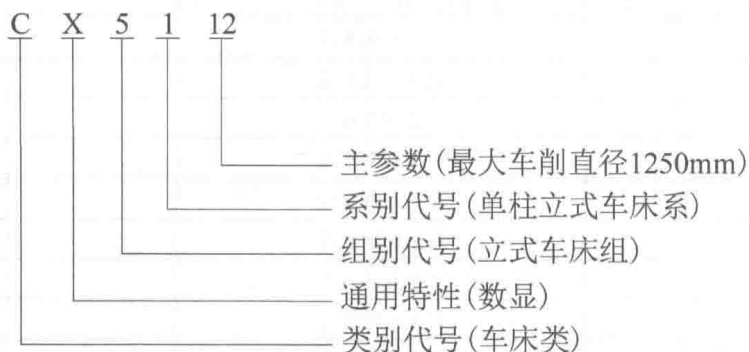 C X 5 1 12
主参数(最大车削直径1250mm)
系别代号(单柱立式车床系)
组别代号(立式车床组)
通用特性(数显)
类别代号(车床类)